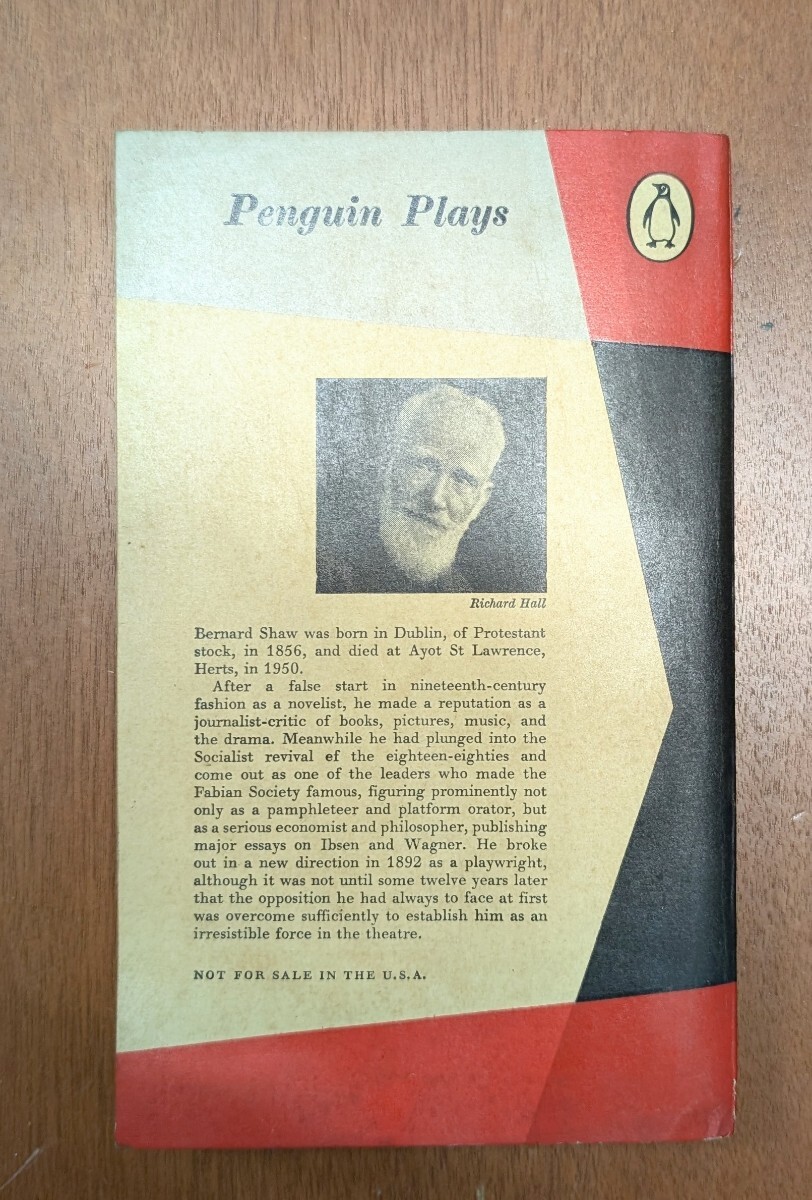 Penguin Plays
Richard Hall
Bernard Shaw was born in Dublin, of Protestant
stock, in 1856, and died at Ayot St Lawrence,
Herts, in 1950.
After a false start in nineteenth-century
fashion as a novelist, he made a reputation as a
journalist-critic of books, pictures, music, and
the drama. Meanwhile he had plunged into the
Socialist revival ef the eighteen-eighties and
come out as one of the leaders who made the
Fabian Society famous, figuring prominently not
only as a pamphleteer and platform orator, but
as a serious economist and philosopher, publishing
major essays on Ibsen and Wagner. He broke
out in a new direction in 1892 as a playwright,
although it was not until some twelve years later
that the opposition he had always to face at first
was overcome sufficiently to establish him as an
irresistible force in the theatre.
NOT FOR SALE IN THE U.S.A.